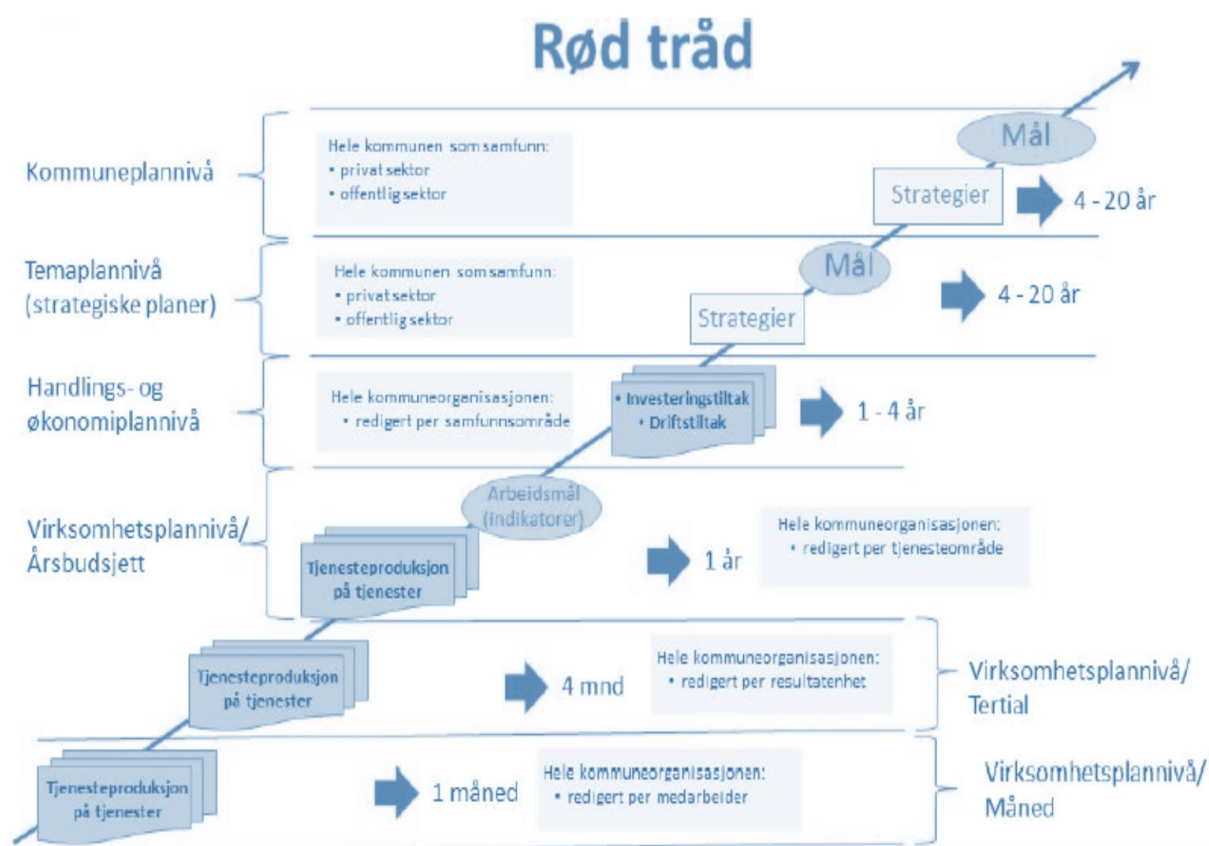 Rød tråd
Kommuneplannivå
Hele kommunen som samfunn:
• privat sektor
• offentlig sektor
Mål
Strategier
4 - 20 år
Temaplannivå
(strategiske planer)
Hele kommunen som samfunn:
• privat sektor
• offentlig sektor
Mål
Strategier
4 - 20 år
Handlings- og
økonomiplannivå
Hele kommuneorganisasjonen:
• redigert per samfunnsområde
• Investeringstiltak
• Driftstiltak
1 - 4 år
Virksomhetsplannivå/
Årsbudsjett
Arbeidsmål
(indikatorer)
Tjenesteproduksjon
på tjenester
1 år
Hele kommuneorganisasjonen:
• redigert per tjenesteområde
Tjenesteproduksjon
på tjenester
4 mnd
Hele kommuneorganisasjonen:
• redigert per resultatenhet
Virksomhetsplannivå/
Tertial
Tjenesteproduksjon
på tjenester
1 måned
Hele kommuneorganisasjonen:
• redigert per medarbeider
Virksomhetsplannivå/
Måned